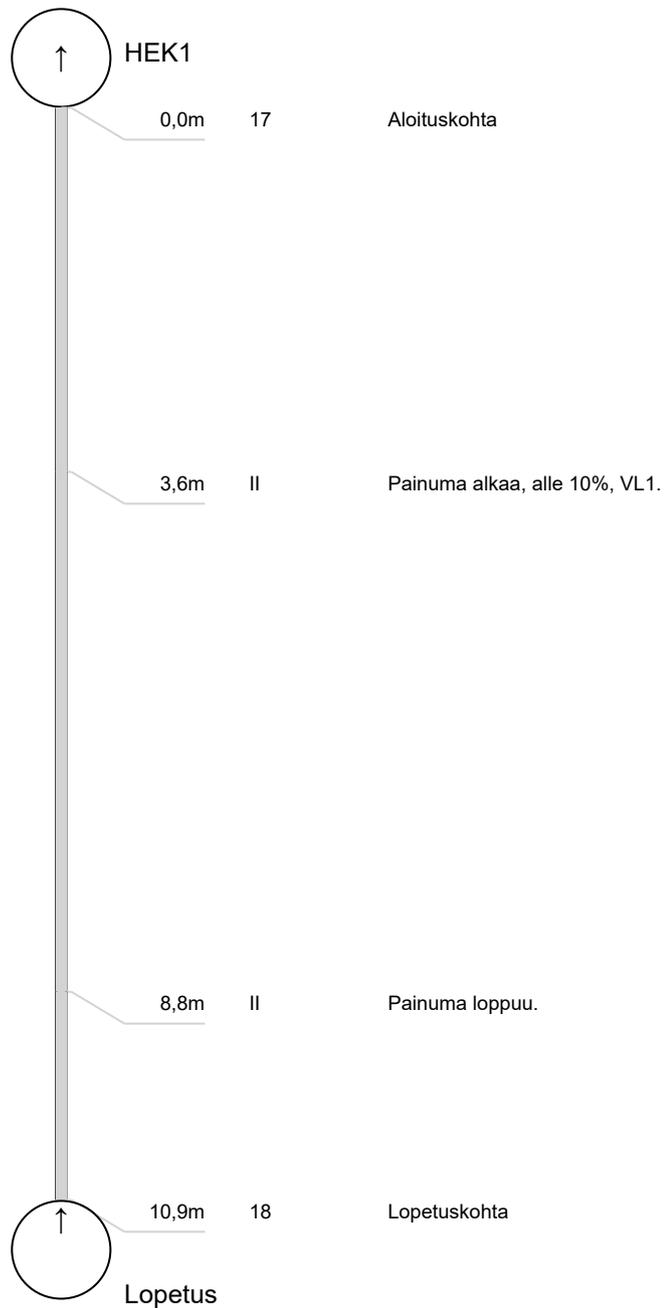 ↑ HEK1
0,0m 17 Aloituskohta
3,6m II Painuma alkaa, alle 10%, VL1.
8,8m II Painuma loppuu.
10,9m 18 Lopetuskohta
↑
Lopetus